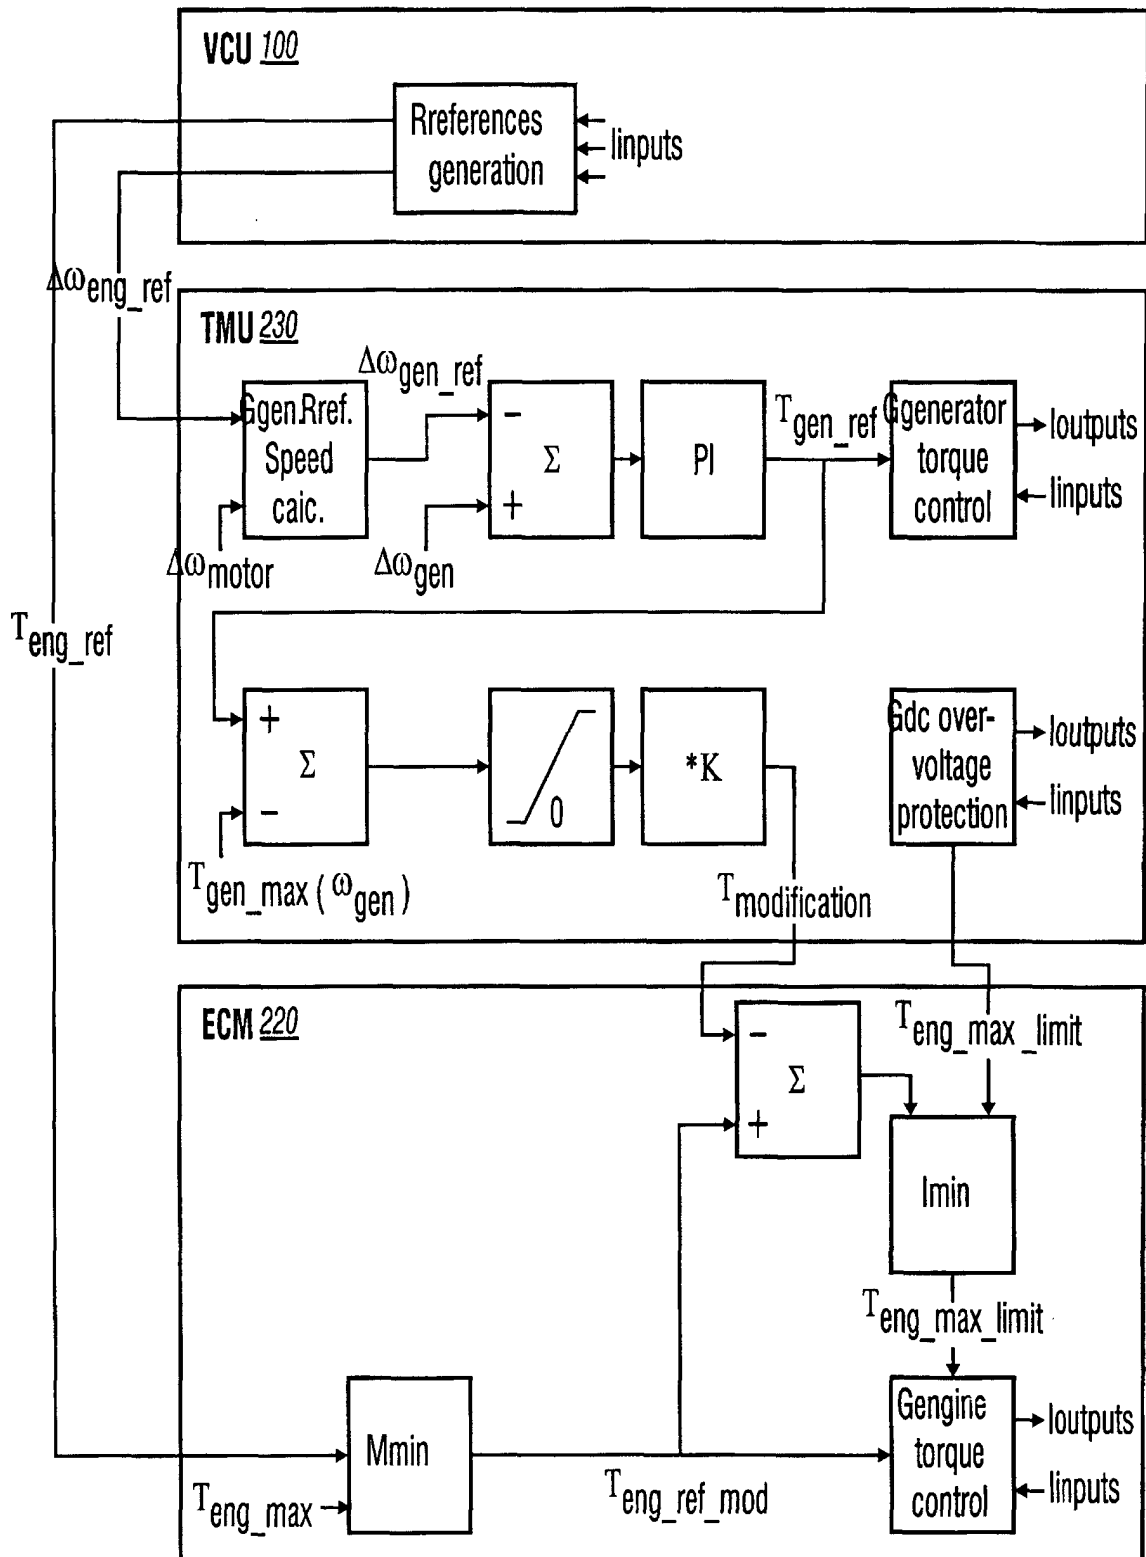 VCU 100
Rreferences
generation
linputs
Δωeng_ref
TMU 230
Δωgen_ref
Ggen.Rref.
Speed
caic.
-
Σ
+
PI
Tgen_ref
Ggenerator
torque
control
loutputs
linputs
Δωmotor
Δωgen
Teng_ref
+
Σ
-
0
*K
Gdc over-
voltage
protection
loutputs
linputs
Tgen_max(ωgen)
Tmodification
ECM 220
-
Σ
+
Teng_max_limit
Imin
Teng_max_limit
Mmin
Teng_max
Teng_ref_mod
Gengine
torque
control
loutputs
linputs